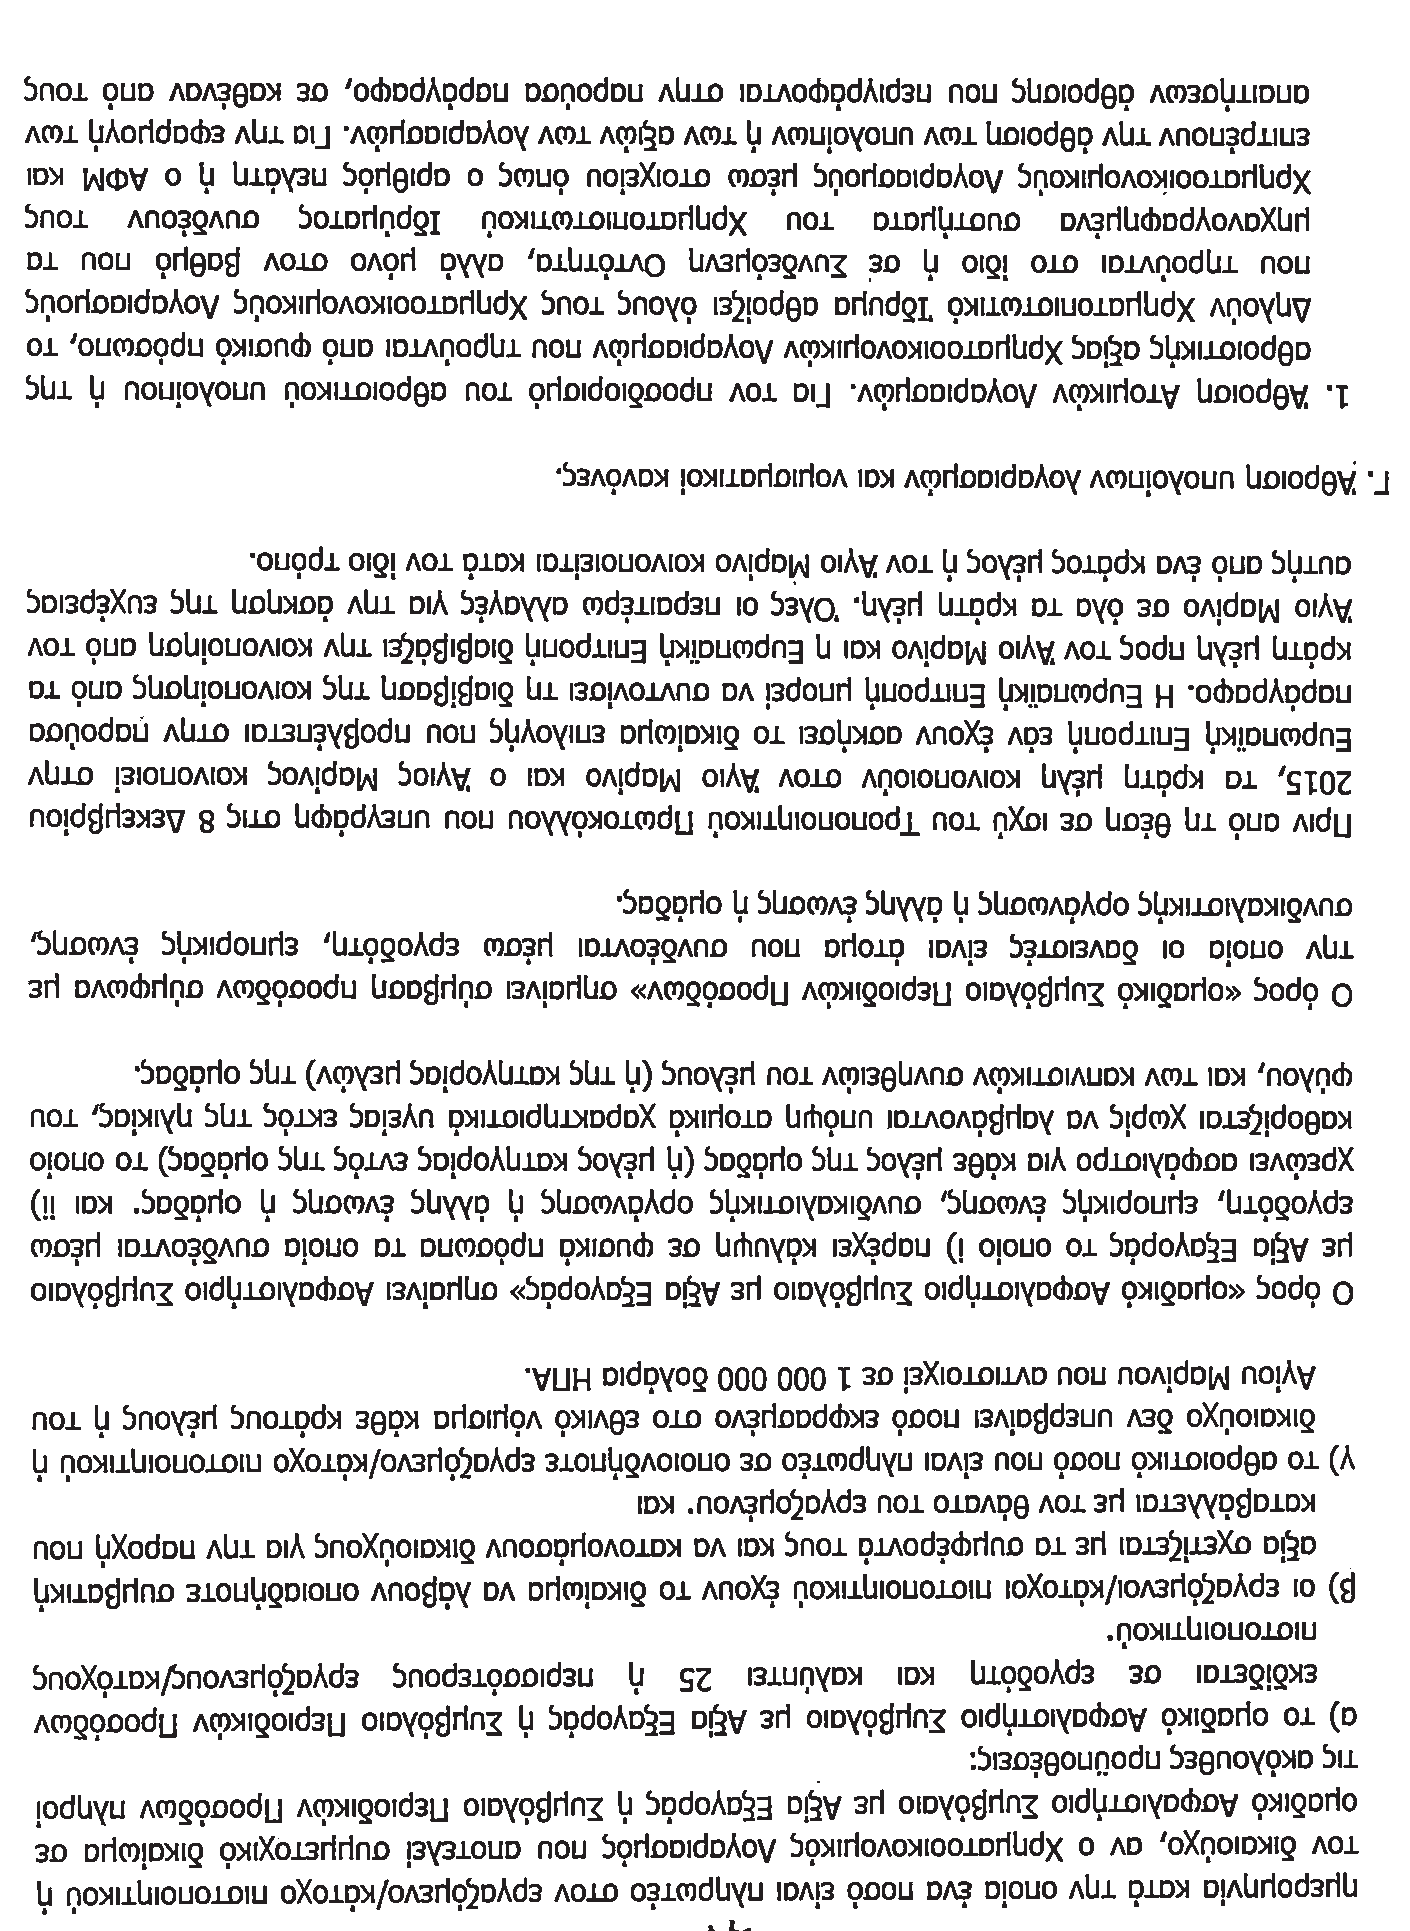 ημερομηνία κατά την οποία ένα ποσό είναι πληρωτέο στον εργαζόμενο/κάτοχο πιστοποιητικού ή
τον δικαιούχο, αν ο Χρηματοοικονομικός Λογαριασμός που αποτελεί συμμετοχικό δικαίωμα σε
ομαδικό Ασφαλιστήριο Συμβόλαιο με Αξία Εξαγοράς ή Συμβόλαιο Περιοδικών Προσόδων πληροί
τις ακόλουθες προϋποθέσεις:
α) το ομαδικό Ασφαλιστήριο Συμβόλαιο με Αξία Εξαγοράς ή Συμβόλαιο Περιοδικών Προσόδων
εκδίδεται σε εργοδότη και καλύπτει 25 ή περισσότερους εργαζόμενους/κατόχους
πιστοποιητικού·
β) οι εργαζόμενοι/κάτοχοι πιστοποιητικού έχουν το δικαίωμα να λάβουν οποιαδήποτε συμβατική
αξία σχετίζεται με τα συμφέροντά τους και να κατονομάσουν δικαιούχους για την παροχή που
καταβάλλεται με τον θάνατο του εργαζομένου· και
γ) το αθροιστικό ποσό που είναι πληρωτέο σε οποιονδήποτε εργαζόμενο/κάτοχο πιστοποιητικού ή
δικαιούχο δεν υπερβαίνει ποσό εκφρασμένο στο εθνικό νόμισμα κάθε κράτους μέλους ή του
Αγίου Μαρίνου που αντιστοιχεί σε 1 000 000 δολάρια ΗΠΑ.
Ο όρος «ομαδικό Ασφαλιστήριο Συμβόλαιο με Αξία Εξαγοράς» σημαίνει Ασφαλιστήριο Συμβόλαιο
με Αξία Εξαγοράς το οποίο i) παρέχει κάλυψη σε φυσικά πρόσωπα τα οποία συνδέονται μέσω
εργοδότη, εμπορικής ένωσης, συνδικαλιστικής οργάνωσης ή άλλης ένωσης ή ομάδας· και ii)
χρεώνει ασφάλιστρο για κάθε μέλος της ομάδας (ή μέλος κατηγορίας εντός της ομάδας) το οποίο
καθορίζεται χωρίς να λαμβάνονται υπόψη ατομικά χαρακτηριστικά υγείας εκτός της ηλικίας, του
φύλου, και των καπνιστικών συνηθειών του μέλους (ή της κατηγορίας μελών) της ομάδας.
Ο όρος «ομαδικό Συμβόλαιο Περιοδικών Προσόδων» σημαίνει σύμβαση προσόδων σύμφωνα με
την οποία οι δανειστές είναι άτομα που συνδέονται μέσω εργοδότη, εμπορικής ένωσης,
συνδικαλιστικής οργάνωσης ή άλλης ένωσης ή ομάδας.
Πριν από τη θέση σε ισχύ του Τροποποιητικού Πρωτοκόλλου που υπεγράφη στις 8 Δεκεμβρίου
2015, τα κράτη μέλη κοινοποιούν στον Άγιο Μαρίνο και ο Άγιος Μαρίνος κοινοποιεί στην
Ευρωπαϊκή Επιτροπή εάν έχουν ασκήσει το δικαίωμα επιλογής που προβλέπεται στην παρούσα
παράγραφο. Η Ευρωπαϊκή Επιτροπή μπορεί να συντονίσει τη διαβίβαση της κοινοποίησης από τα
κράτη μέλη προς τον Άγιο Μαρίνο και η Ευρωπαϊκή Επιτροπή διαβιβάζει την κοινοποίηση από τον
Άγιο Μαρίνο σε όλα τα κράτη μέλη. Όλες οι περαιτέρω αλλαγές για την άσκηση της ευχέρειας
αυτής από ένα κράτος μέλος ή τον Άγιο Μαρίνο κοινοποιείται κατά τον ίδιο τρόπο.
Γ. Άθροιση υπολοίπων λογαριασμών και νομισματικοί κανόνες.
1. Άθροιση Ατομικών Λογαριασμών. Για τον προσδιορισμό του αθροιστικού υπολοίπου ή της
αθροιστικής αξίας Χρηματοοικονομικών Λογαριασμών που τηρούνται από φυσικό πρόσωπο, το
Δηλούν Χρηματοπιστωτικό Ίδρυμα αθροίζει όλους τους Χρηματοοικονομικούς Λογαριασμούς
που τηρούνται στο ίδιο ή σε Συνδεόμενη Οντότητα, αλλά μόνο στον βαθμό που τα
μηχανογραφημένα συστήματα του Χρηματοπιστωτικού Ιδρύματος συνδέουν τους
Χρηματοοικονομικούς Λογαριασμούς μέσω στοιχείου όπως ο αριθμός πελάτη ή ο ΑΦΜ και
επιτρέπουν την άθροιση των υπολοίπων ή των αξιών των λογαριασμών. Για την εφαρμογή των
απαιτήσεων άθροισης που περιγράφονται στην παρούσα παράγραφο, σε καθέναν από τους